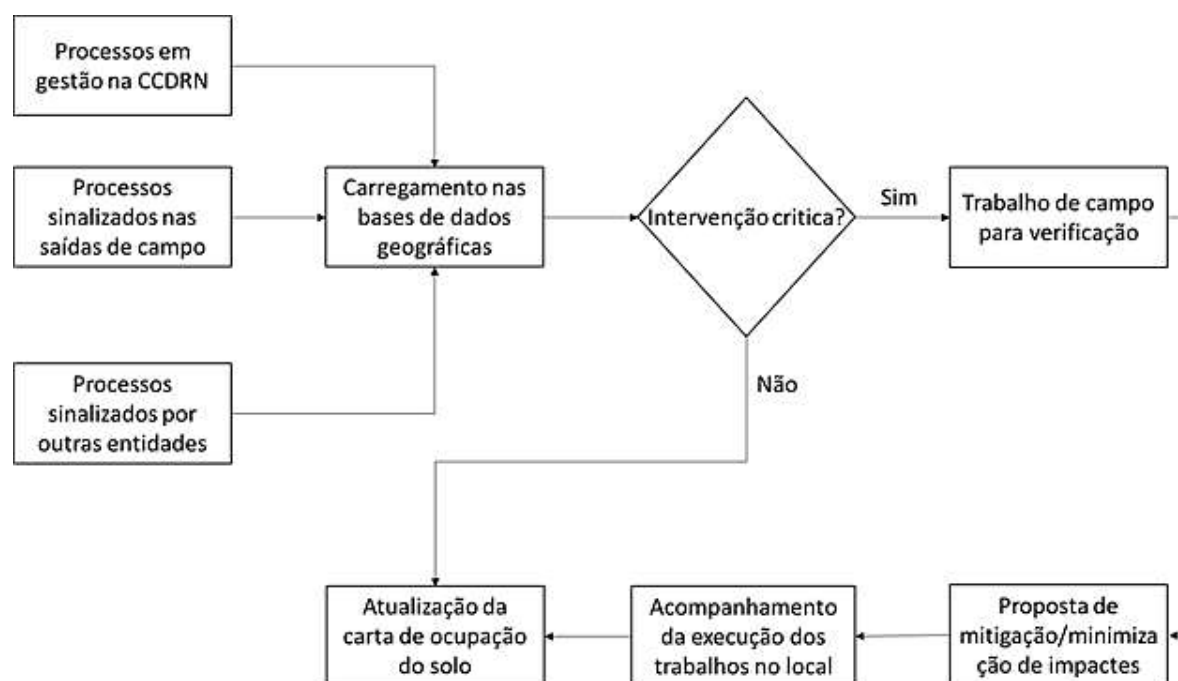 Processos em
gestão na CCDRN
Processos
sinalizados nas
saídas de campo
Carregamento nas
bases de dados
geográficas
Intervenção critica?
Sim
Trabalho de campo
para verificação
Processos
sinalizados por
outras entidades
Não
Atualização da
carta de ocupação
do solo
Acompanhamento
da execução dos
trabalhos no local
Proposta de
mitigação/minimiza
ção de impactes